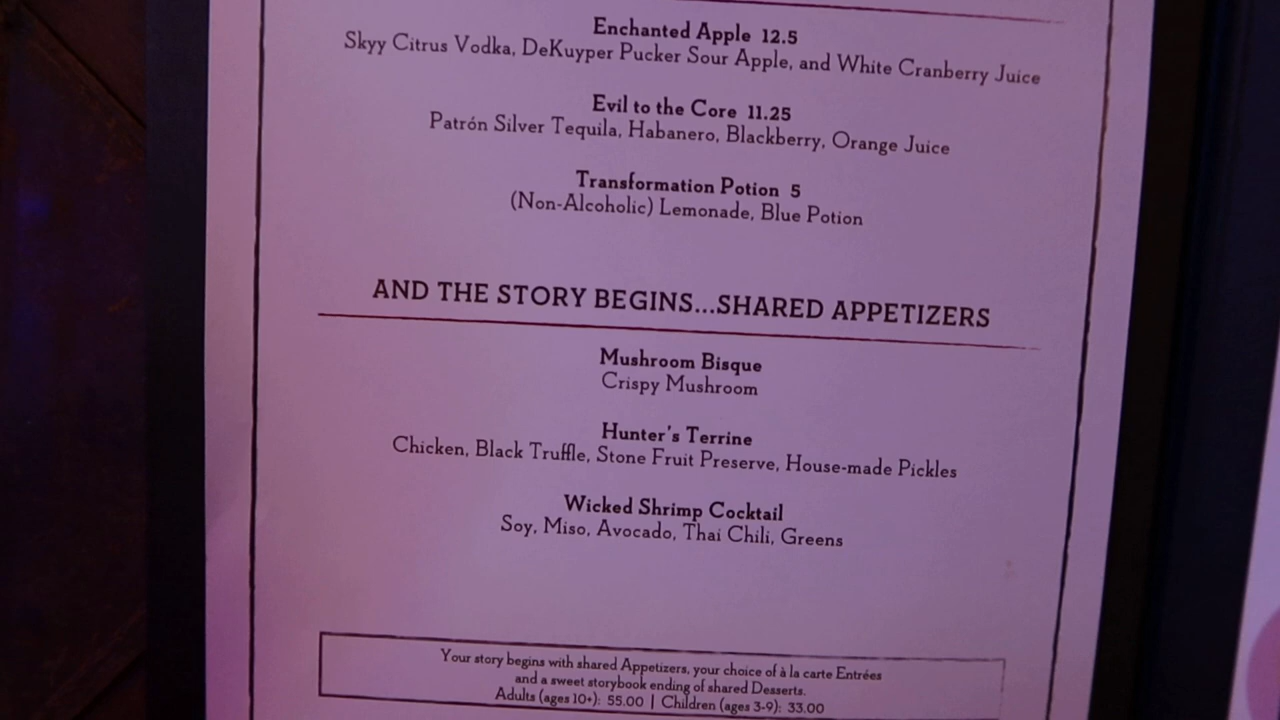 Enchanted Apple 12.5
Skyy Citrus Vodka, DeKuyper Pucker Sour Apple, and White Cranberry Juice
Evil to the Core 11.25
Patrón Silver Tequila, Habanero, Blackberry, Orange Juice
Transformation Potion 5
(Non-Alcoholic) Lemonade, Blue Potion
AND THE STORY BEGINS...SHARED APPETIZERS
Mushroom Bisque
Crispy Mushroom
Hunter's Terrine
Chicken, Black Truffle, Stone Fruit Preserve, House-made Pickles
Wicked Shrimp Cocktail
Soy, Miso, Avocado, Thai Chili, Greens
Your story begins with shared Appetizers, your choice of à la carte Entrées
and a sweet storybook ending of shared Desserts.
Adults (ages 10+): 55.00 | Children (ages 3-9): 33.00